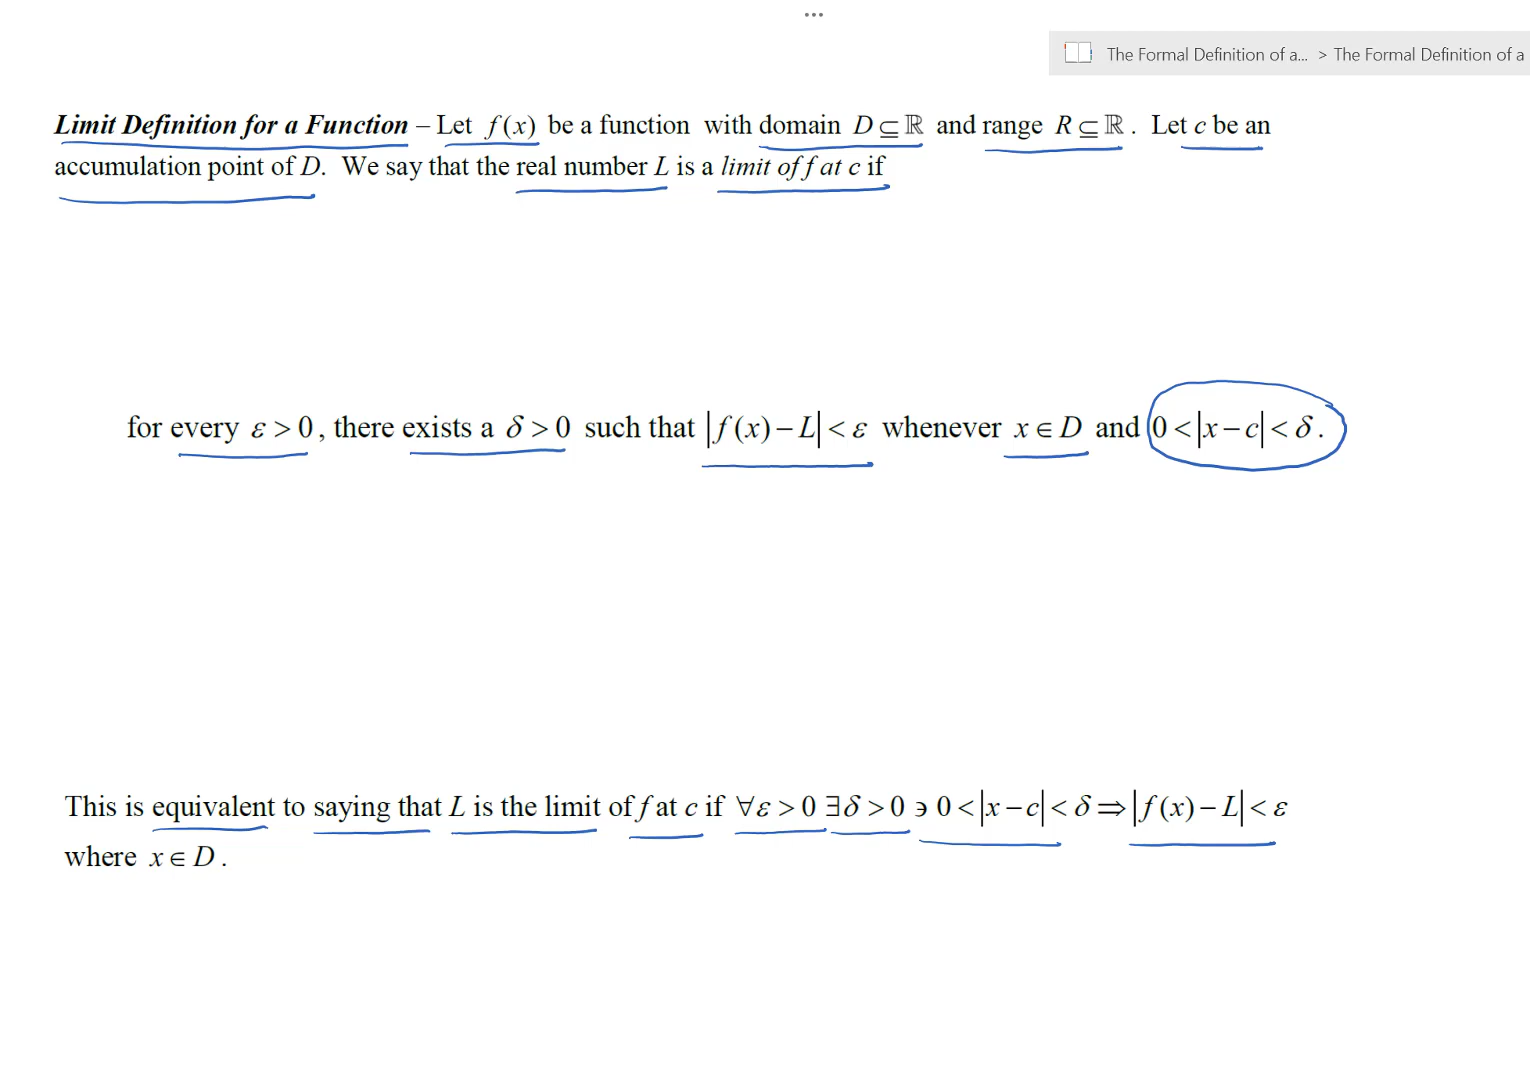 ...
The Formal Definition of a... > The Formal Definition of a
Limit Definition for a Function – Let f(x) be a function with domain D ⊆ ℝ and range R ⊆ ℝ. Let c be an
accumulation point of D. We say that the real number L is a limit of f at c if
for every ε > 0, there exists a δ > 0 such that |f(x) − L| < ε whenever x ∈ D and 0 < |x − c| < δ.
This is equivalent to saying that L is the limit of f at c if ∀ε > 0 ∃δ > 0 ∍ 0 < |x − c| < δ ⇒ |f(x) − L| < ε
where x ∈ D.